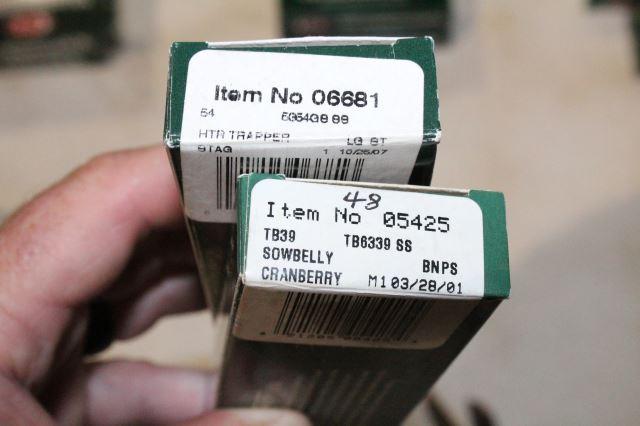 Item No 06681
54
HTR TRAPPER LG ST
STAG 1 10/25/07
48
Item No 05425
TB39 TB6339 SS
SOWBELLY BNPS
CRANBERRY M1 03/28/01